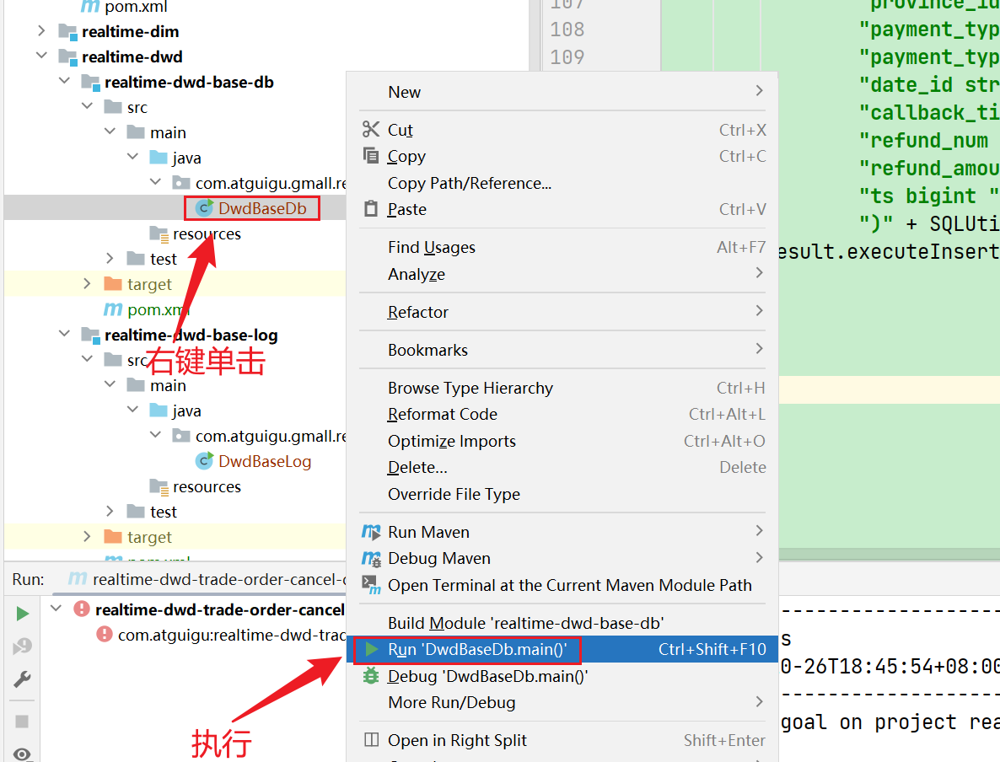 pom.xml
realtime-dim
realtime-dwd
realtime-dwd-base-db
src
main
java
com.atguigu.gmall.re
DwdBaseDb
resources
test
target
pom.xml
realtime-dwd-base-log
右键单击
src
main
java
com.atguigu.gmall.re
DwdBaseLog
resources
test
target
pom.xml
107
108
109
"province_id
"payment_typ
"payment_typ
"date_id str
"callback_ti
"refund_num
"refund_amou
"ts bigint "
")" + SQLUti
esult.executeInsert
New
Cut Ctrl+X
Copy Ctrl+C
Copy Path/Reference...
Paste Ctrl+V
Find Usages Alt+F7
Analyze
Refactor
Bookmarks
Browse Type Hierarchy Ctrl+H
Reformat Code Ctrl+Alt+L
Optimize Imports Ctrl+Alt+O
Delete... Delete
Override File Type
Run Maven
Debug Maven
Open Terminal at the Current Maven Module Path
Build Module 'realtime-dwd-base-db'
Run 'DwdBaseDb.main()' Ctrl+Shift+F10
Debug 'DwdBaseDb.main()'
More Run/Debug
Open in Right Split Shift+Enter
Run: realtime-dwd-trade-order-cancel-d
realtime-dwd-trade-order-cancel
com.atguigu:realtime-dwd-trad
执行
--------------------
s
0-26T18:45:54+08:00
--------------------
goal on project rea